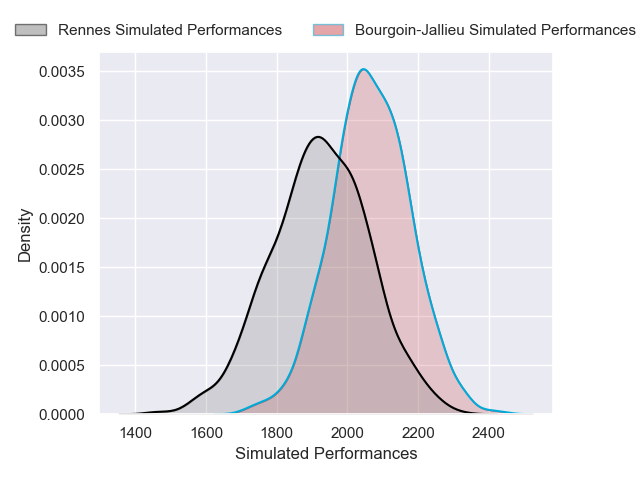 Rennes Simulated Performances
Bourgoin-Jallieu Simulated Performances
0.0035
0.0030
0.0025
0.0020
0.0015
0.0010
0.0005
0.0000
Density
1400 1600 1800 2000 2200 2400
Simulated Performances